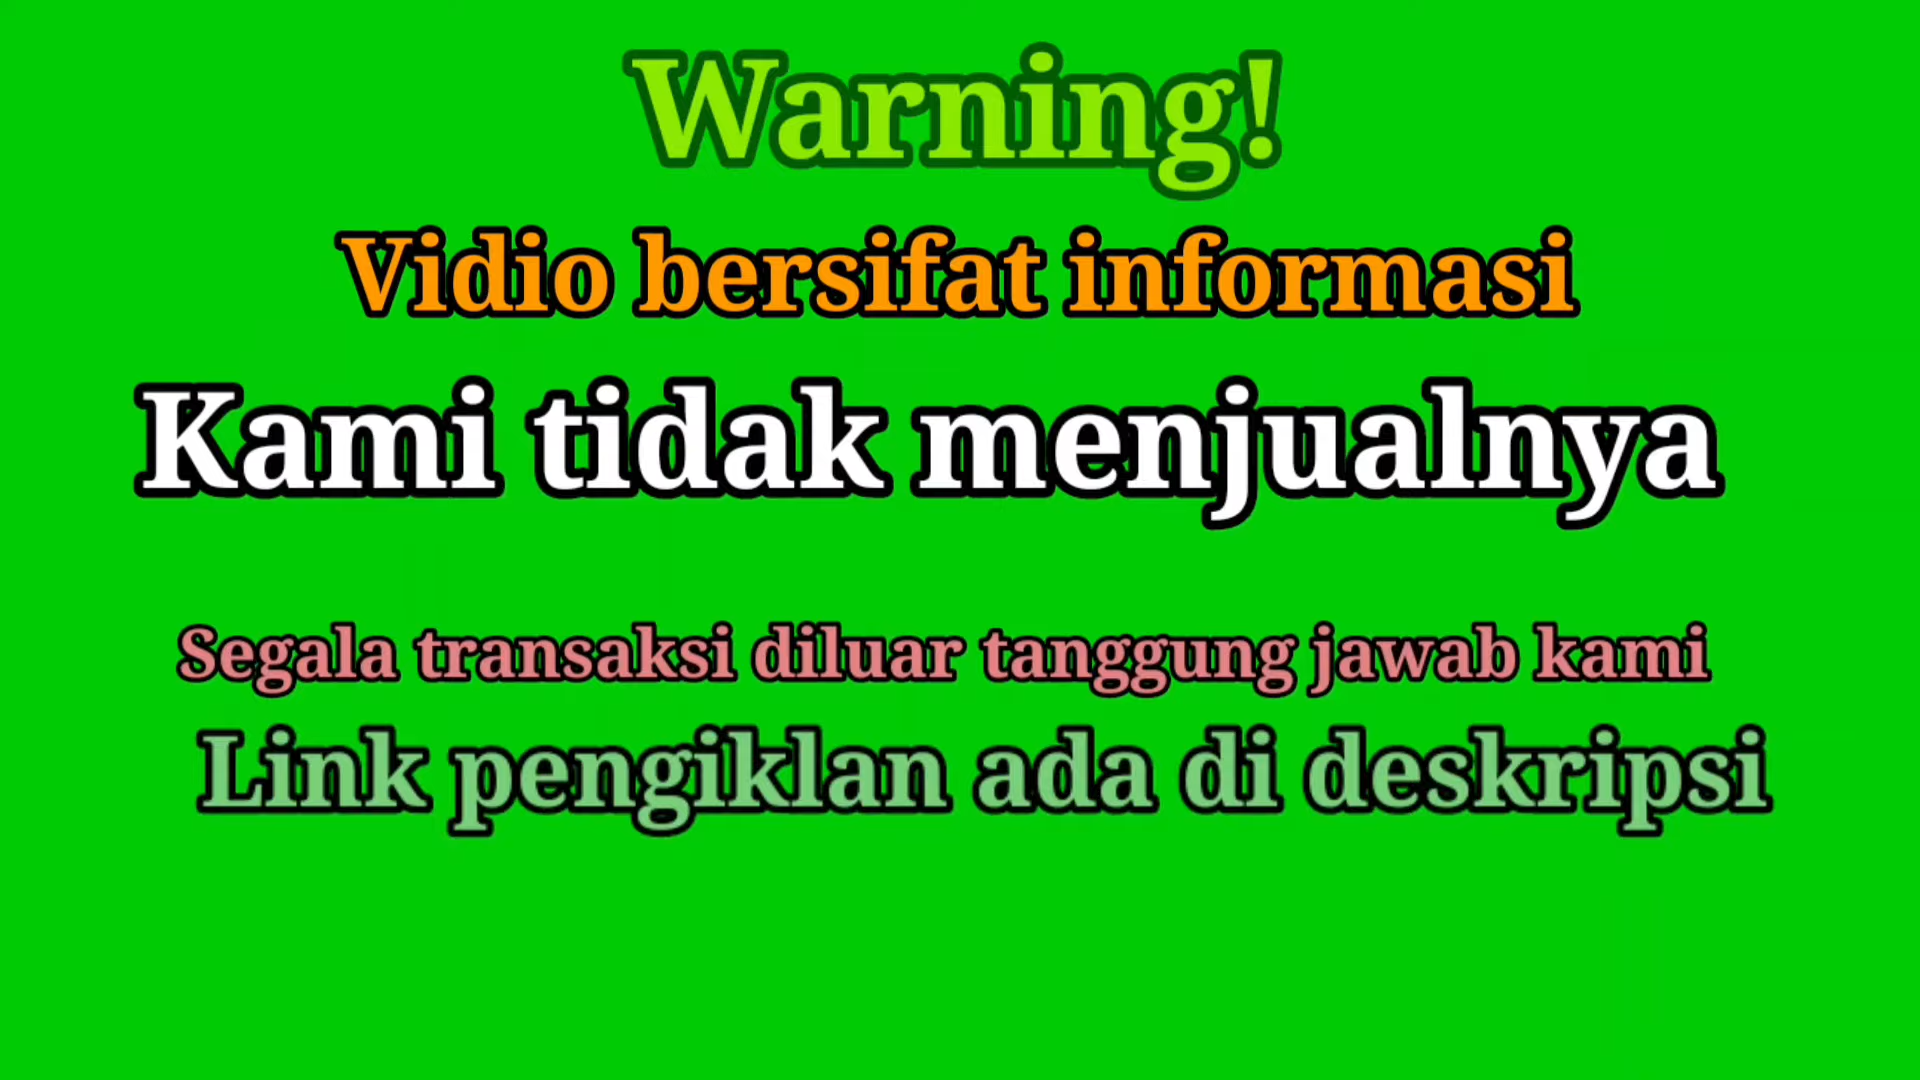 Warning!
Vidio bersifat informasi
Kami tidak menjualnya
Segala transaksi diluar tanggung jawab kami
Link pengiklan ada di deskripsi